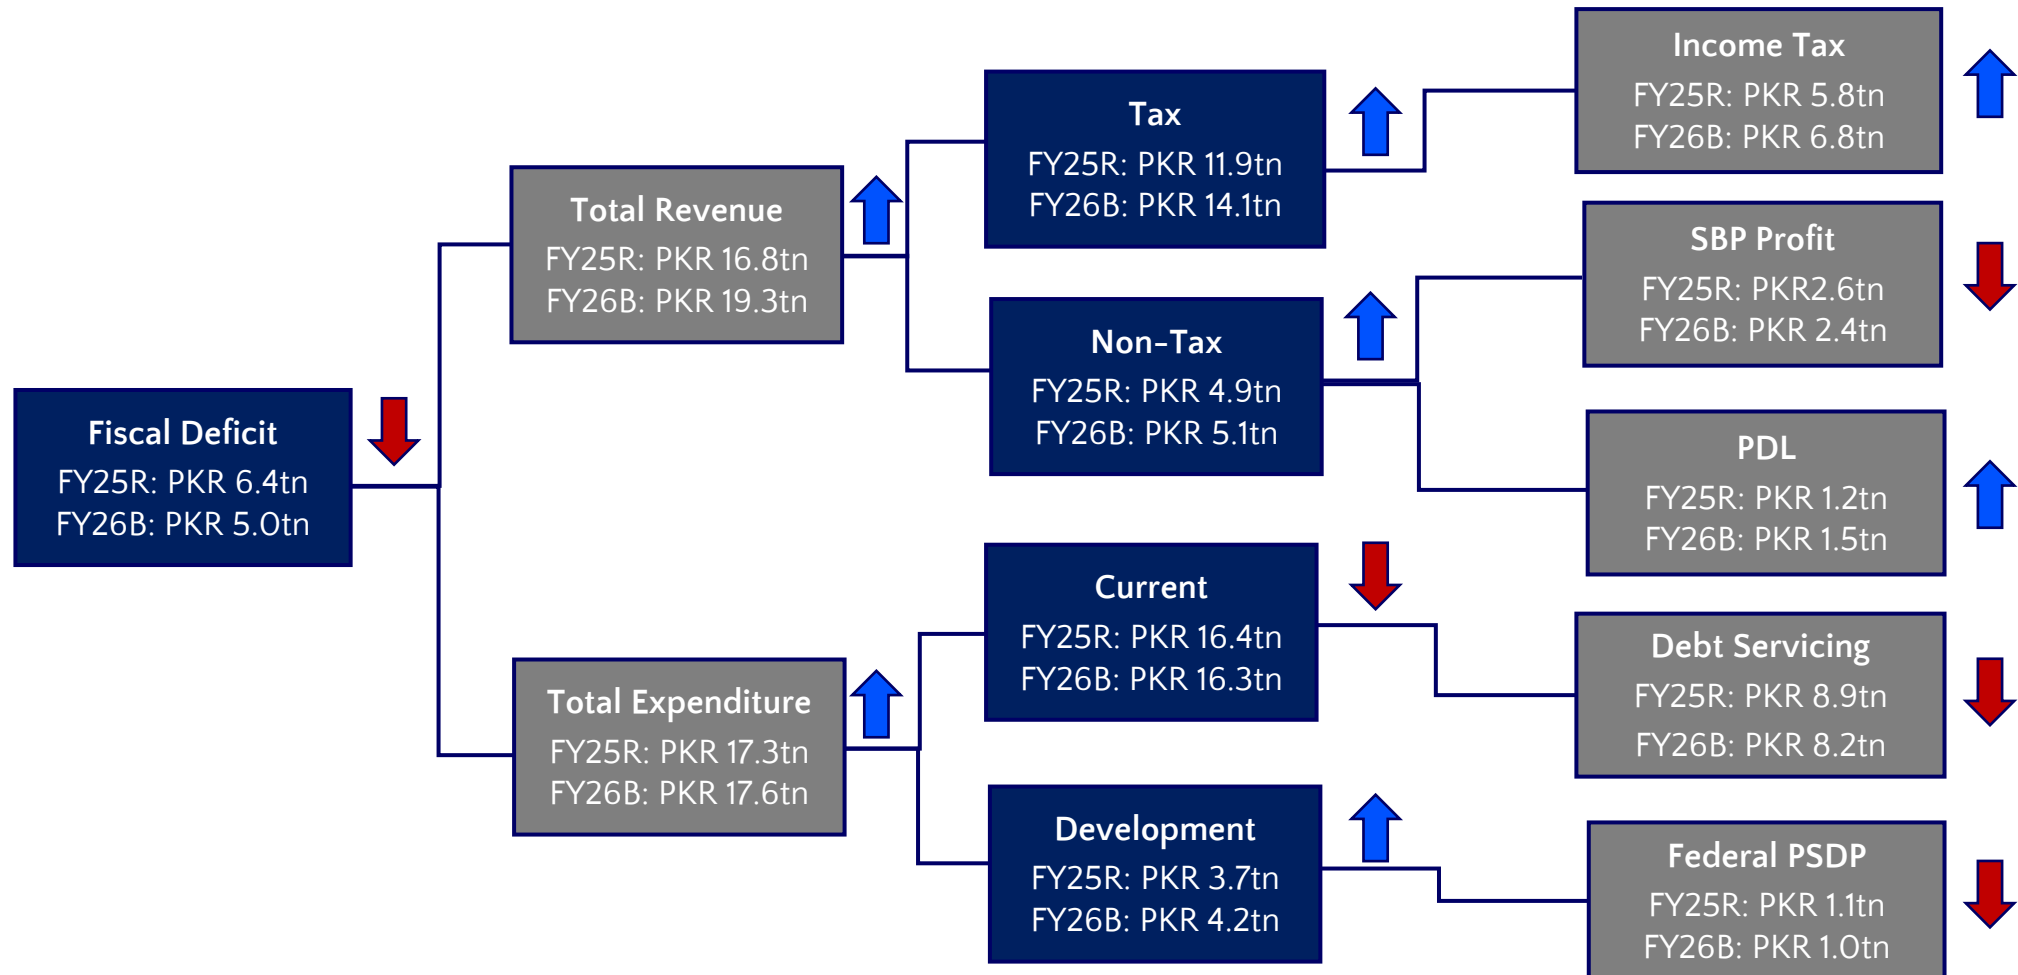 Fiscal Deficit
FY25R: PKR 6.4tn
FY26B: PKR 5.0tn
Total Revenue
FY25R: PKR 16.8tn
FY26B: PKR 19.3tn
Total Expenditure
FY25R: PKR 17.3tn
FY26B: PKR 17.6tn
Tax
FY25R: PKR 11.9tn
FY26B: PKR 14.1tn
Non-Tax
FY25R: PKR 4.9tn
FY26B: PKR 5.1tn
Current
FY25R: PKR 16.4tn
FY26B: PKR 16.3tn
Development
FY25R: PKR 3.7tn
FY26B: PKR 4.2tn
Income Tax
FY25R: PKR 5.8tn
FY26B: PKR 6.8tn
SBP Profit
FY25R: PKR2.6tn
FY26B: PKR 2.4tn
PDL
FY25R: PKR 1.2tn
FY26B: PKR 1.5tn
Debt Servicing
FY25R: PKR 8.9tn
FY26B: PKR 8.2tn
Federal PSDP
FY25R: PKR 1.1tn
FY26B: PKR 1.0tn